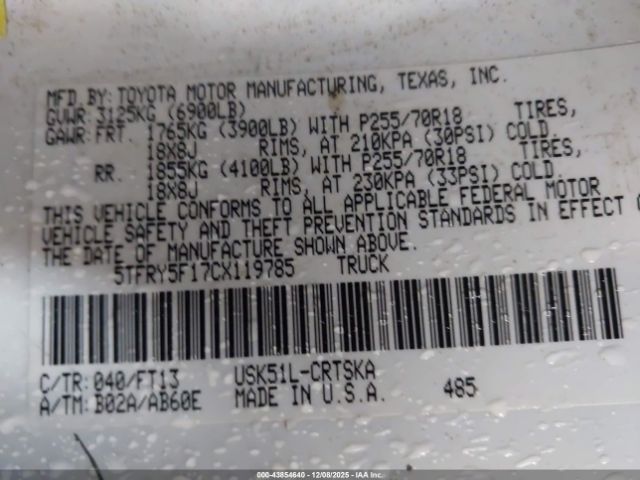 MFD.BY:TOYOTA MOTOR MANUFACTURING, TEXAS, INC.
GVWR:3125KG (6900LB)
GAWR:FRT. 1765KG (3900LB) WITH P255/70R18 TIRES,
18X8J RIMS, AT 210KPA (30PSI) COLD.
RR. 1855KG (4100LB) WITH P255/70R18 TIRES,
18X8J RIMS, AT 230KPA (33PSI) COLD.
THIS VEHICLE CONFORMS TO ALL APPLICABLE FEDERAL MOTOR
VEHICLE SAFETY AND THEFT PREVENTION STANDARDS IN EFFECT
THE DATE OF MANUFACTURE SHOWN ABOVE.
5TFRY5F17CX119785 TRUCK
C/TR:040/FT13 USK51L-CRTSKA
A/TM:B02A/AB60E MADE IN U.S.A. 485
000-43854640 - 12/08/2025 - IAAI.COM